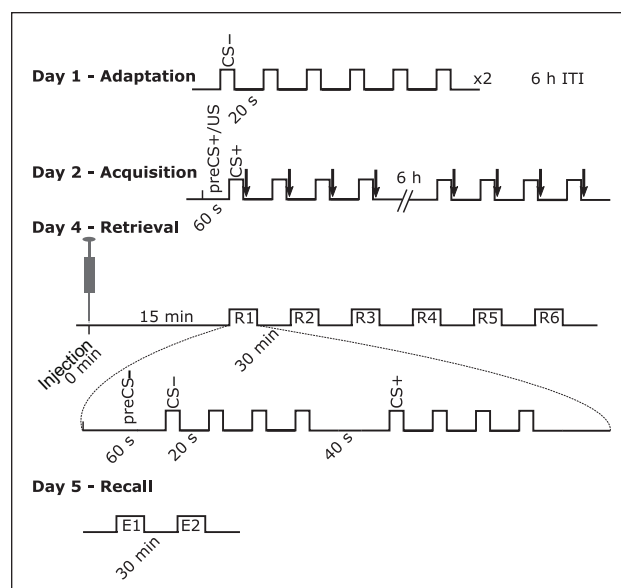 CS−
Day 1 - Adaptation
x2
6 h ITI
20 s
preCS+/US
CS+
Day 2 - Acquisition
6 h
60 s
Day 4 - Retrieval
15 min
R1
R2
R3
R4
R5
R6
Injection
0 min
30 min
preCS−
CS−
CS+
60 s
20 s
40 s
Day 5 - Recall
E1
E2
30 min